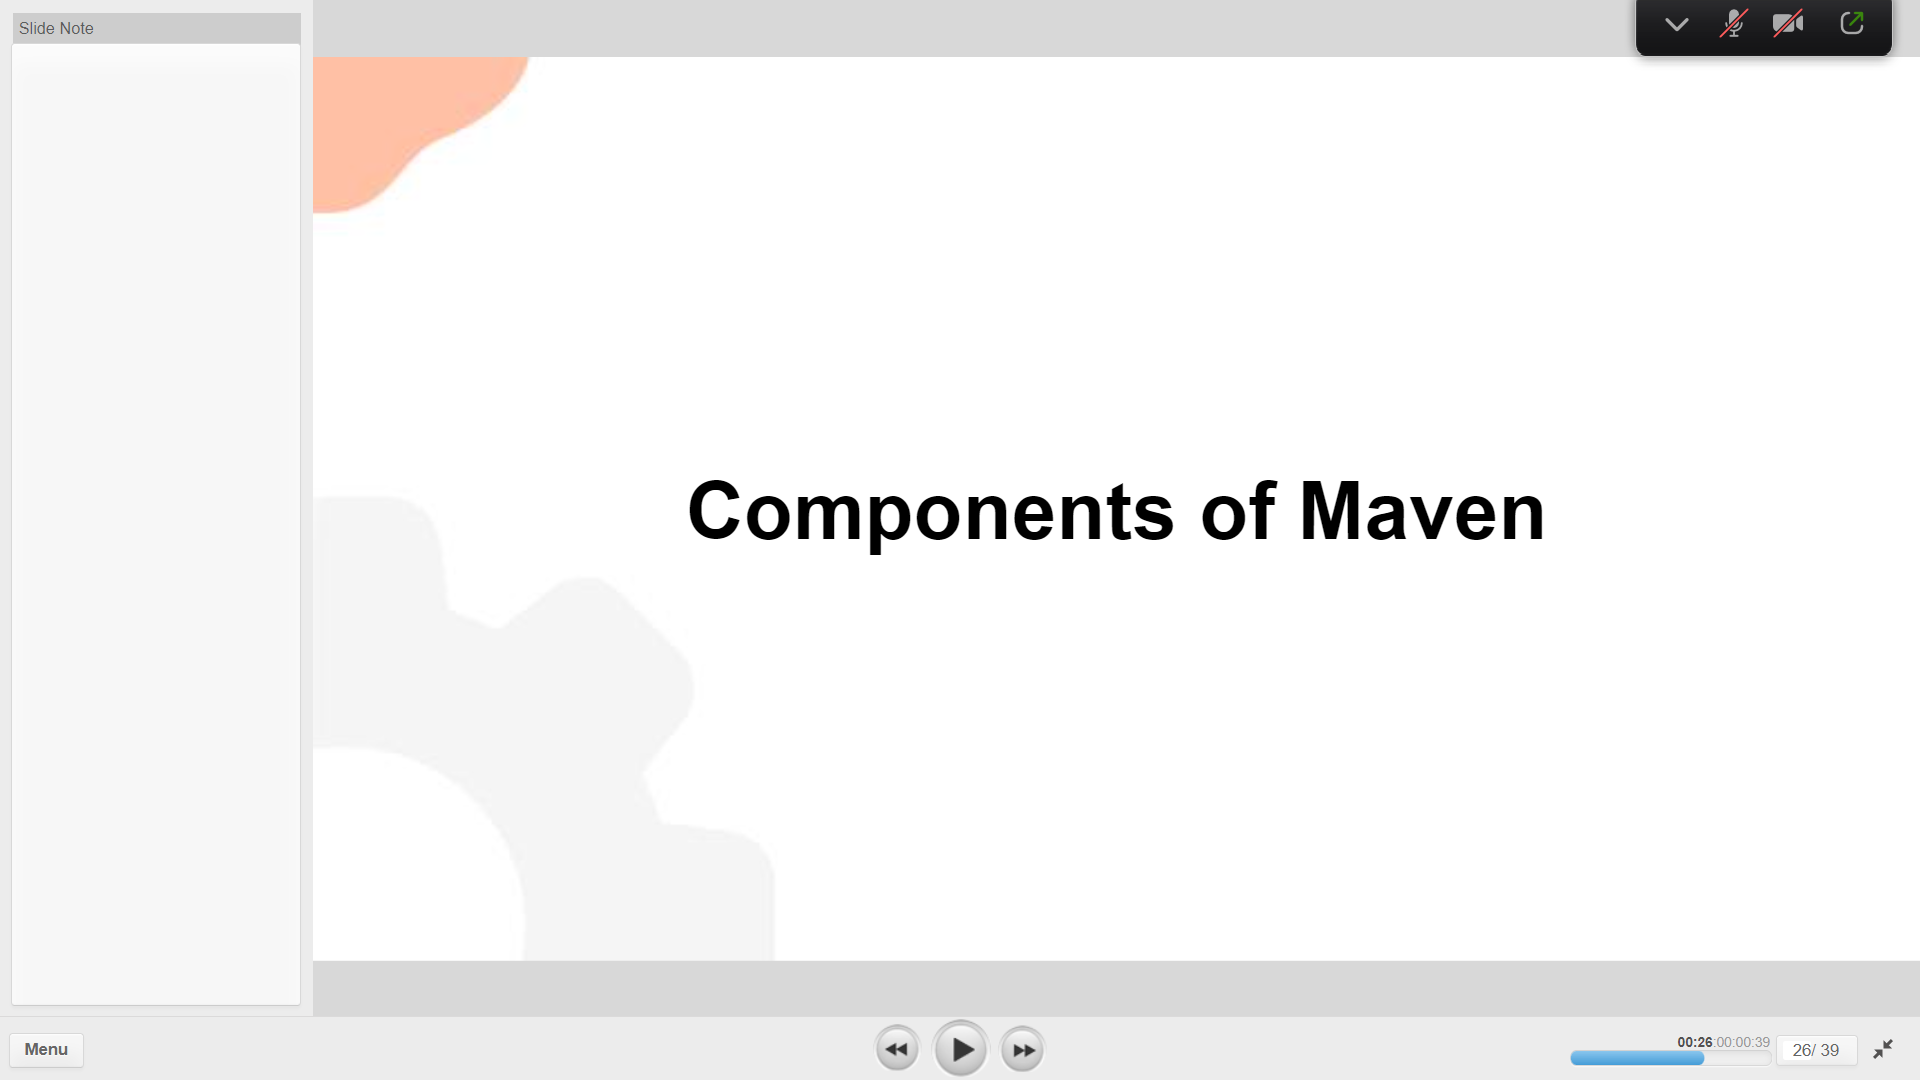 Slide Note
Components of Maven
Menu
00:26:00:00:39
26/ 39